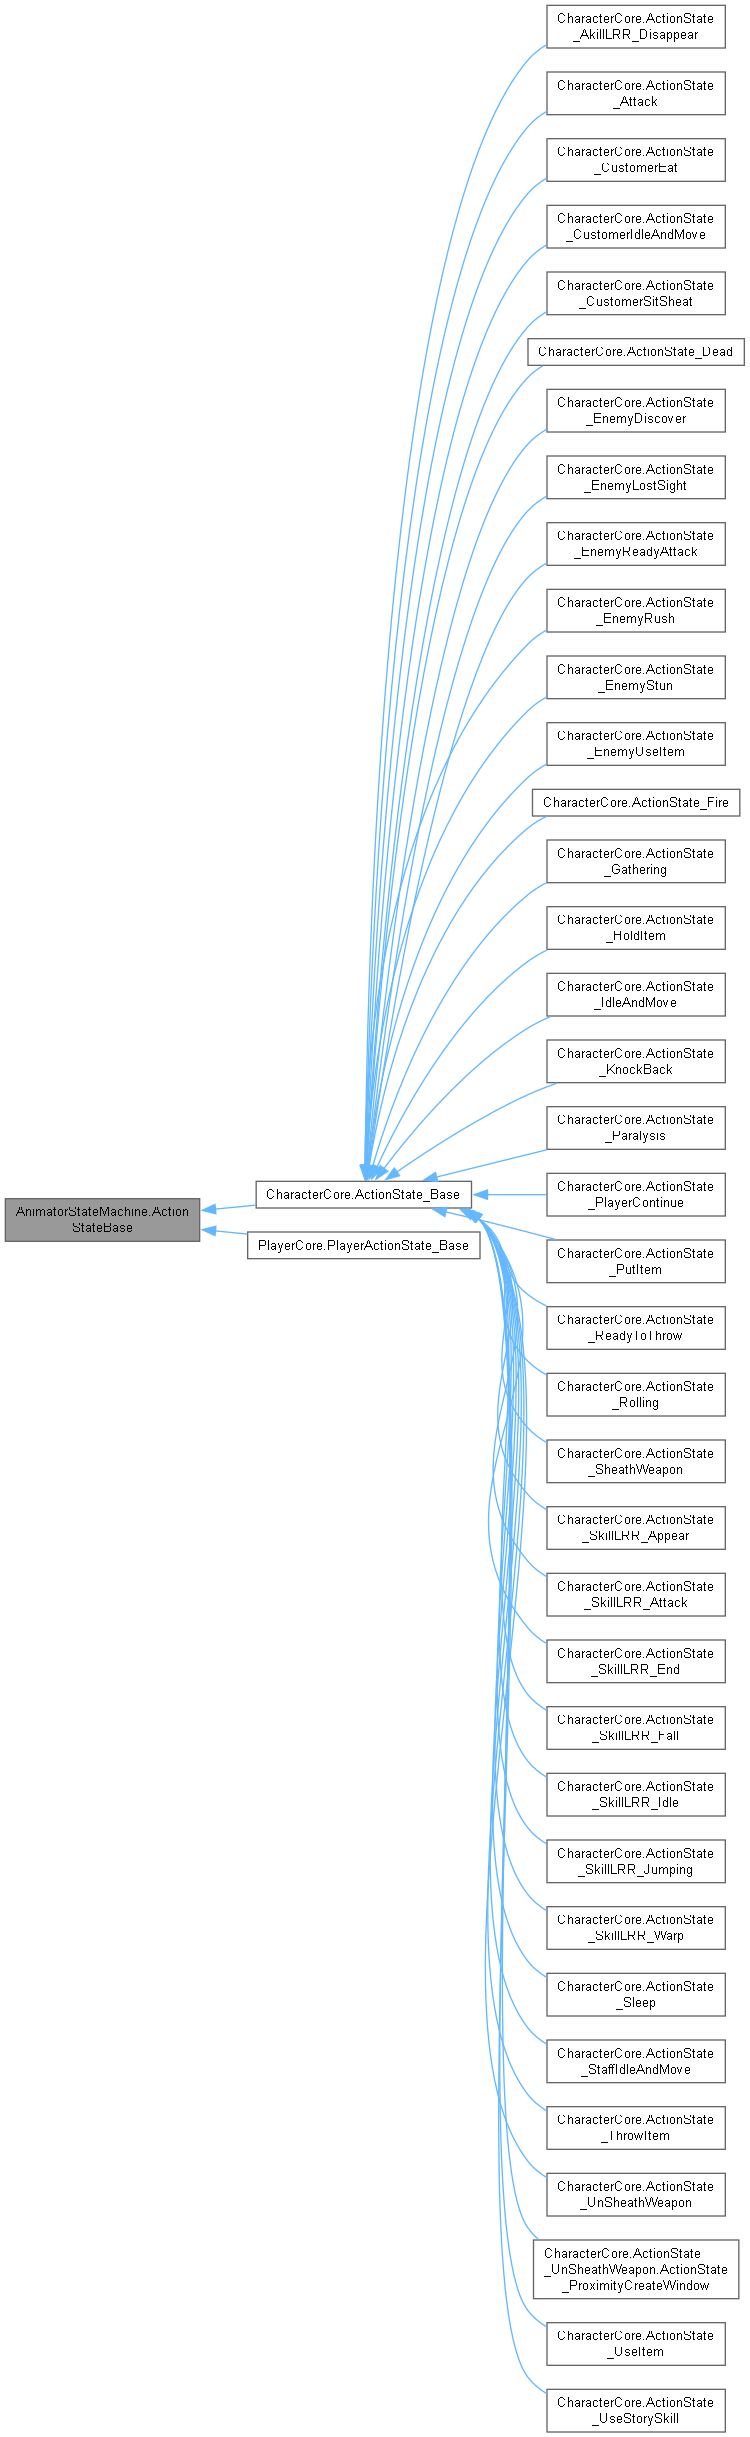 CharacterCore.ActionState
_AkillLRR_Disappear
CharacterCore.ActionState
_Attack
CharacterCore.ActionState
_CustomerEat
CharacterCore.ActionState
_CustomerIdleAndMove
CharacterCore.ActionState
_CustomerSitSheat
CharacterCore.ActionState_Dead
CharacterCore.ActionState
_EnemyDiscover
CharacterCore.ActionState
_EnemyLostSight
CharacterCore.ActionState
_EnemyReadyAttack
CharacterCore.ActionState
_EnemyRush
CharacterCore.ActionState
_EnemyStun
CharacterCore.ActionState
_EnemyUseItem
CharacterCore.ActionState_Fire
CharacterCore.ActionState
_Gathering
CharacterCore.ActionState
_HoldItem
CharacterCore.ActionState
_IdleAndMove
CharacterCore.ActionState
_KnockBack
CharacterCore.ActionState
_Paralysis
CharacterCore.ActionState_Base
CharacterCore.ActionState
_PlayerContinue
AnimatorStateMachine.Action
StateBase
PlayerCore.PlayerActionState_Base
CharacterCore.ActionState
_PutItem
CharacterCore.ActionState
_ReadyToThrow
CharacterCore.ActionState
_Rolling
CharacterCore.ActionState
_SheathWeapon
CharacterCore.ActionState
_SkillLRR_Appear
CharacterCore.ActionState
_SkillLRR_Attack
CharacterCore.ActionState
_SkillLRR_End
CharacterCore.ActionState
_SkillLRR_Fall
CharacterCore.ActionState
_SkillLRR_Idle
CharacterCore.ActionState
_SkillLRR_Jumping
CharacterCore.ActionState
_SkillLRR_Warp
CharacterCore.ActionState
_Sleep
CharacterCore.ActionState
_StaffIdleAndMove
CharacterCore.ActionState
_ThrowItem
CharacterCore.ActionState
_UnSheathWeapon
CharacterCore.ActionState
_UnSheathWeapon.ActionState
_ProximityCreateWindow
CharacterCore.ActionState
_UseItem
CharacterCore.ActionState
_UseStorySkill